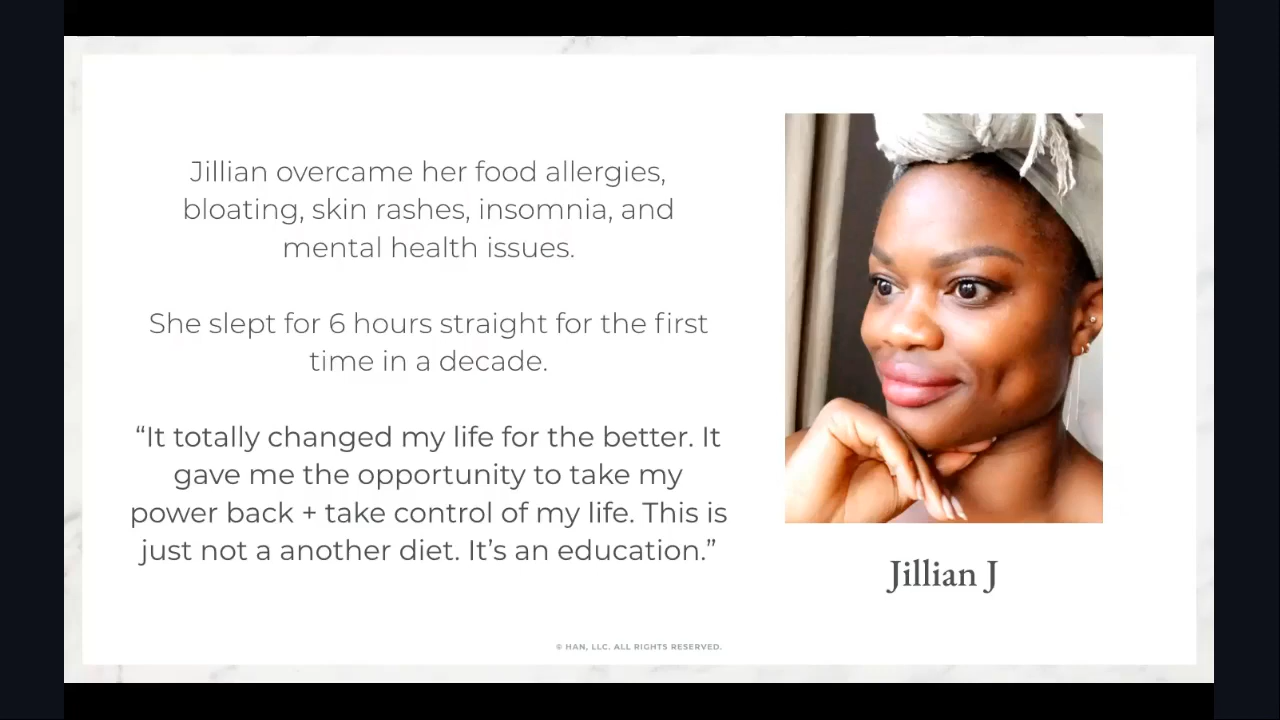 Jillian overcame her food allergies,
bloating, skin rashes, insomnia, and
mental health issues.
She slept for 6 hours straight for the first
time in a decade.
“It totally changed my life for the better. It
gave me the opportunity to take my
power back + take control of my life. This is
just not a another diet. It’s an education.”
Jillian J
© HAN, LLC. ALL RIGHTS RESERVED.